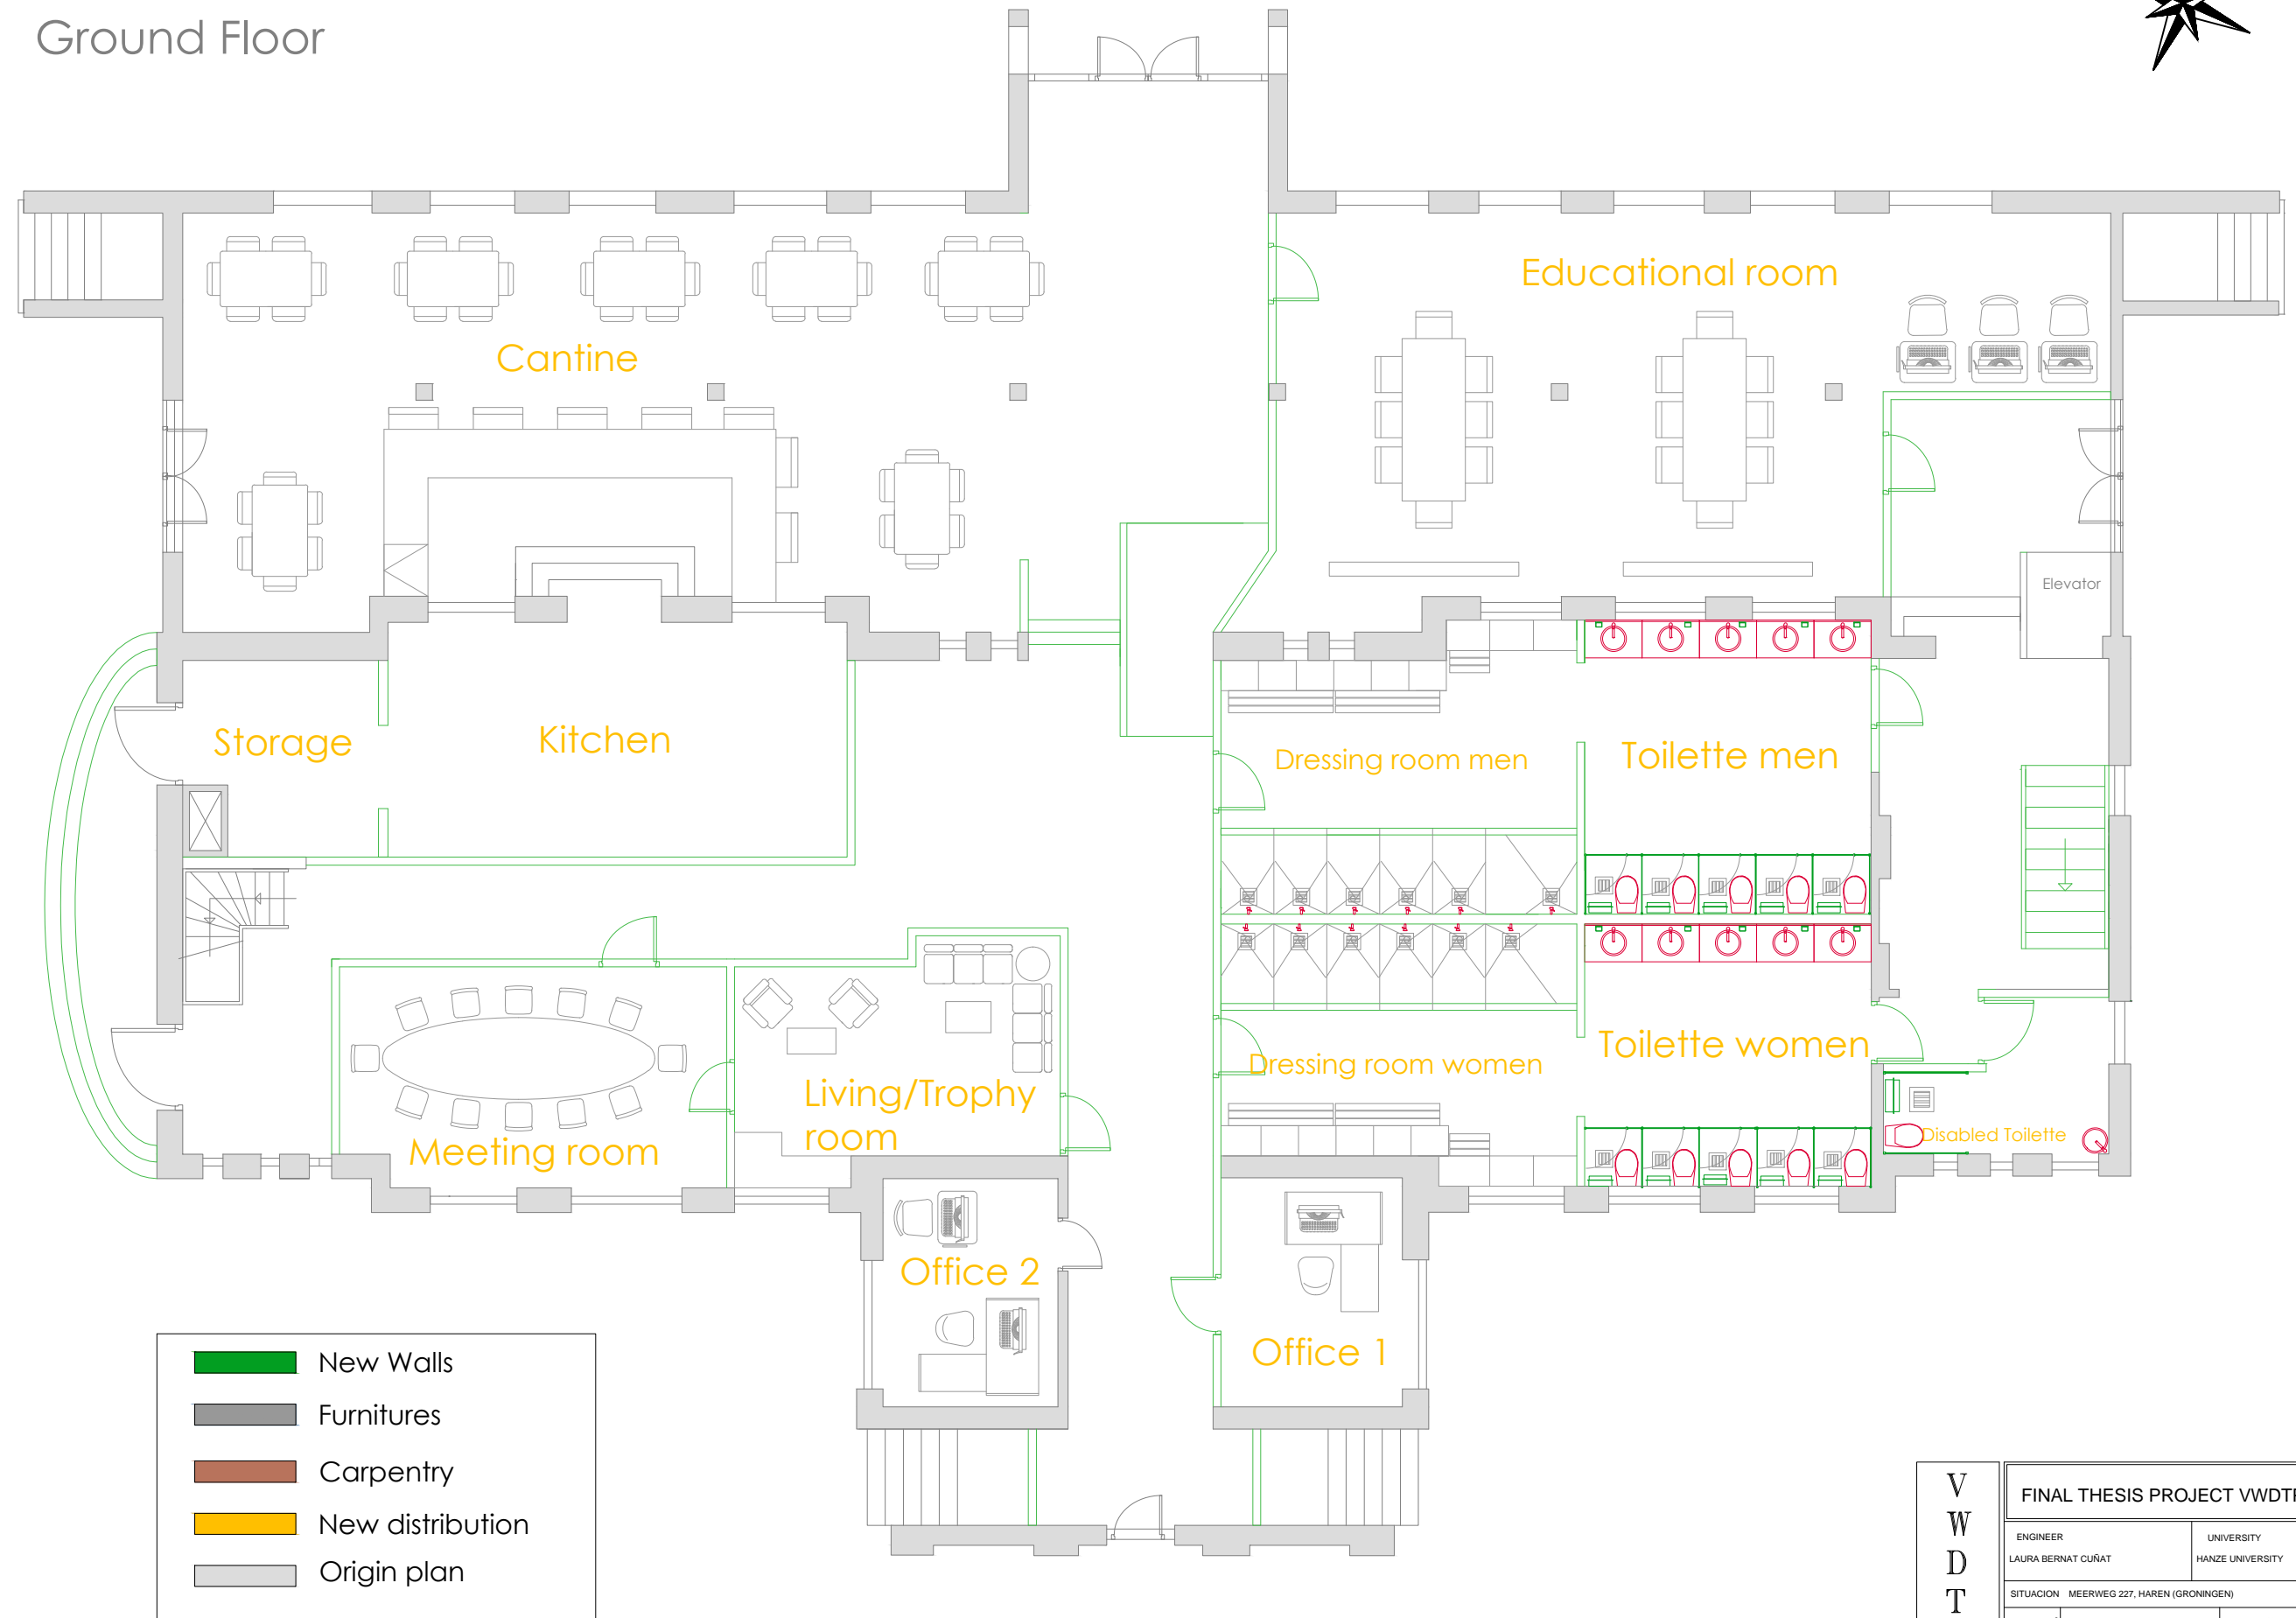 Ground Floor
Educational room
Cantine
Elevator
Storage
Kitchen
Dressing room men
Toilette men
Toilette women
Dressing room women
Living/Trophy
room
Meeting room
Disabled Toilette
Office 2
Office 1
New Walls
Furnitures
Carpentry
New distribution
Origin plan
V
W
D
T
FINAL THESIS PROJECT VWDTP
ENGINEER
UNIVERSITY
LAURA BERNAT CUÑAT
HANZE UNIVERSITY
SITUACION MEERWEG 227, HAREN (GRONINGEN)